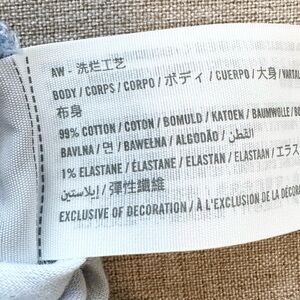 AW - 洗烂工艺
BODY / CORPS / CORPO / ボディ / CUERPO / 大身 / VARTA
布身
99% COTTON / COTON / BOMULD / KATOEN / BAUMWOLLE / BO
BAVLNA / 면 / BAWEŁNA / ALGODÃO / القطن /
1% ELASTANE / ÉLASTANE / ELASTAN / ELASTAAN / エラス
إيلاستين / 彈性纖維
EXCLUSIVE OF DECORATION / À L'EXCLUSION DE LA DÉCO